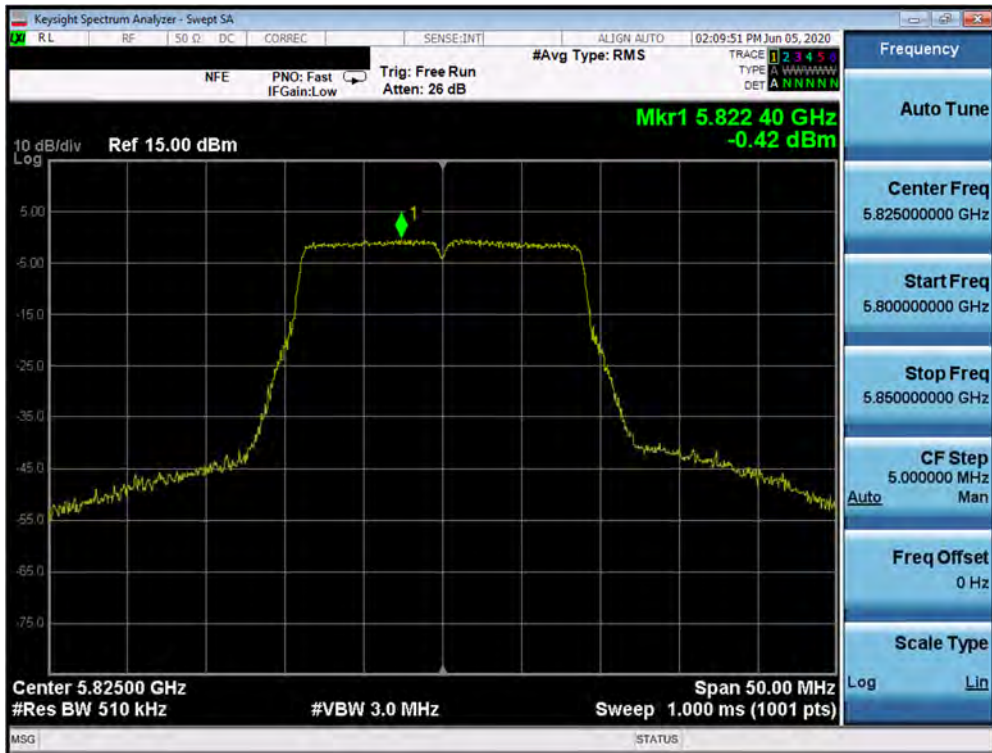 Keysight Spectrum Analyzer - Swept SA
LXI RL RF 50 Ω DC CORREC SENSE:INT ALIGN AUTO 02:09:51 PM Jun 05, 2020
#Avg Type: RMS TRACE 1 2 3 4 5 6
NFE PNO: Fast Trig: Free Run TYPE A WWWWW
IFGain:Low Atten: 26 dB DET A N N N N N
Frequency
Auto Tune
Mkr1 5.822 40 GHz
-0.42 dBm
10 dB/div Ref 15.00 dBm
Log
5.00
1
-5.00
-15.0
-25.0
-35.0
-45.0
-55.0
-65.0
-75.0
Center Freq
5.825000000 GHz
Start Freq
5.800000000 GHz
Stop Freq
5.850000000 GHz
CF Step
5.000000 MHz
Auto Man
Freq Offset
0 Hz
Scale Type
Log Lin
Center 5.82500 GHz Span 50.00 MHz
#Res BW 510 kHz #VBW 3.0 MHz Sweep 1.000 ms (1001 pts)
MSG STATUS